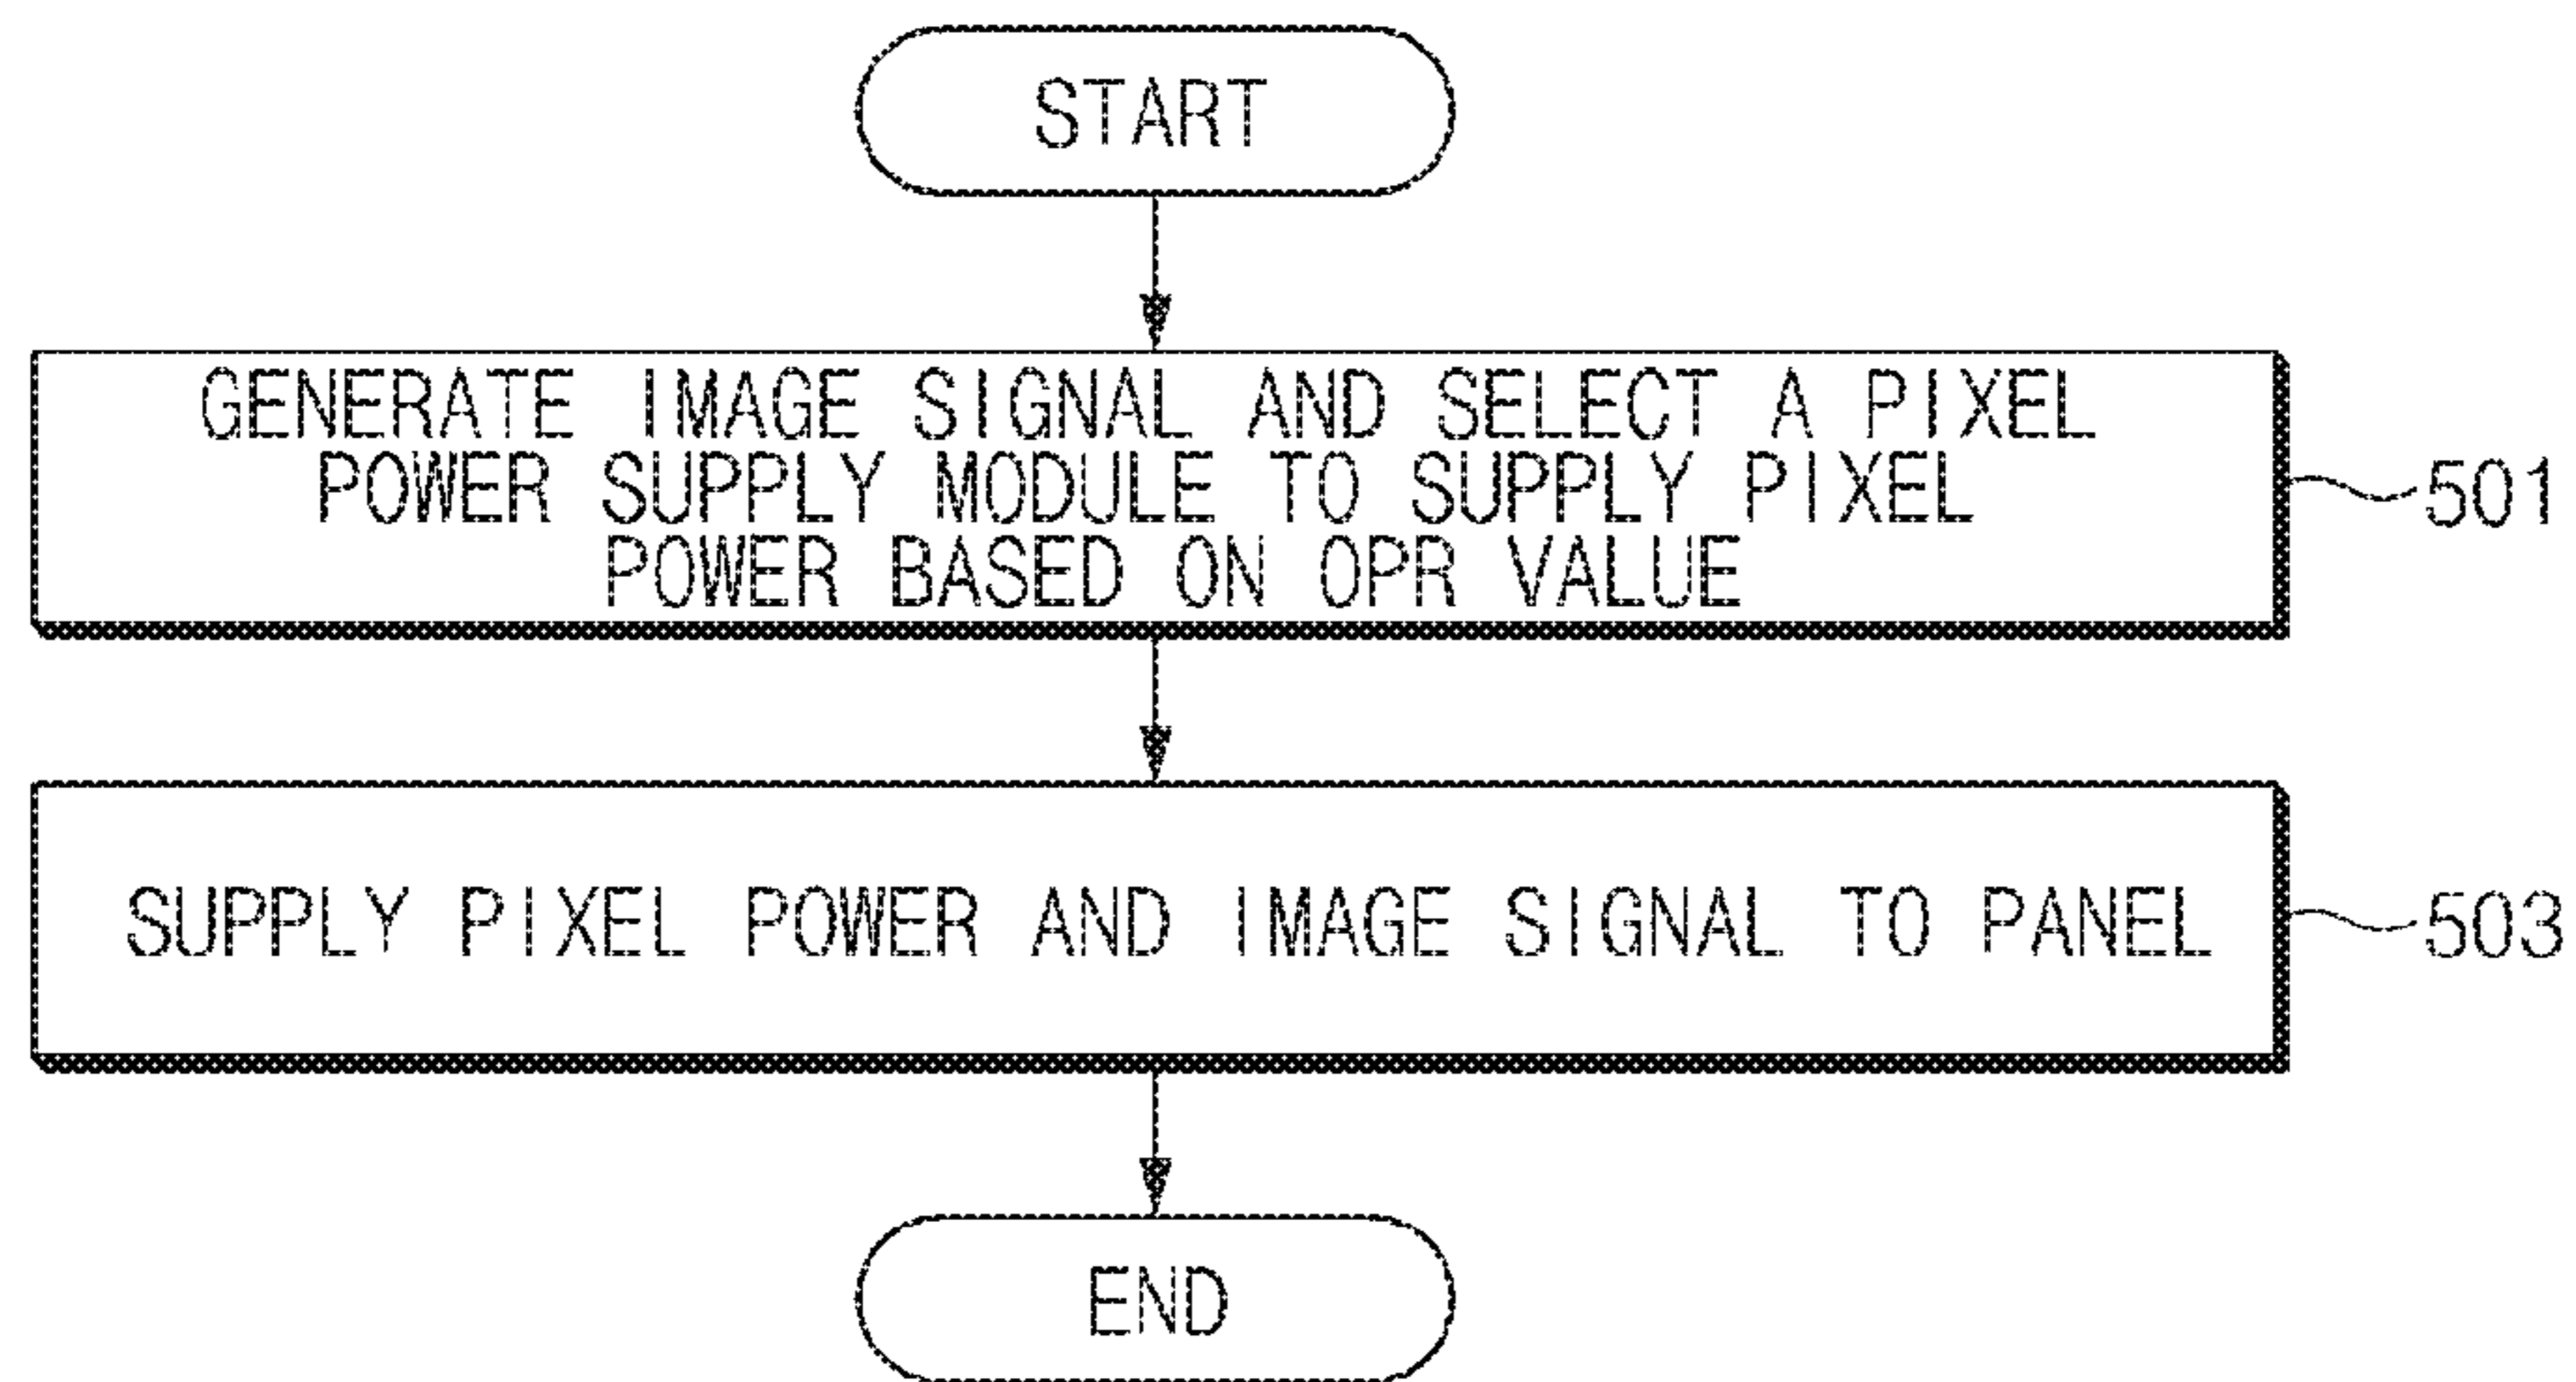 START
GENERATE IMAGE SIGNAL AND SELECT A PIXEL
POWER SUPPLY MODULE TO SUPPLY PIXEL
POWER BASED ON OPR VALUE
501
SUPPLY PIXEL POWER AND IMAGE SIGNAL TO PANEL
503
END